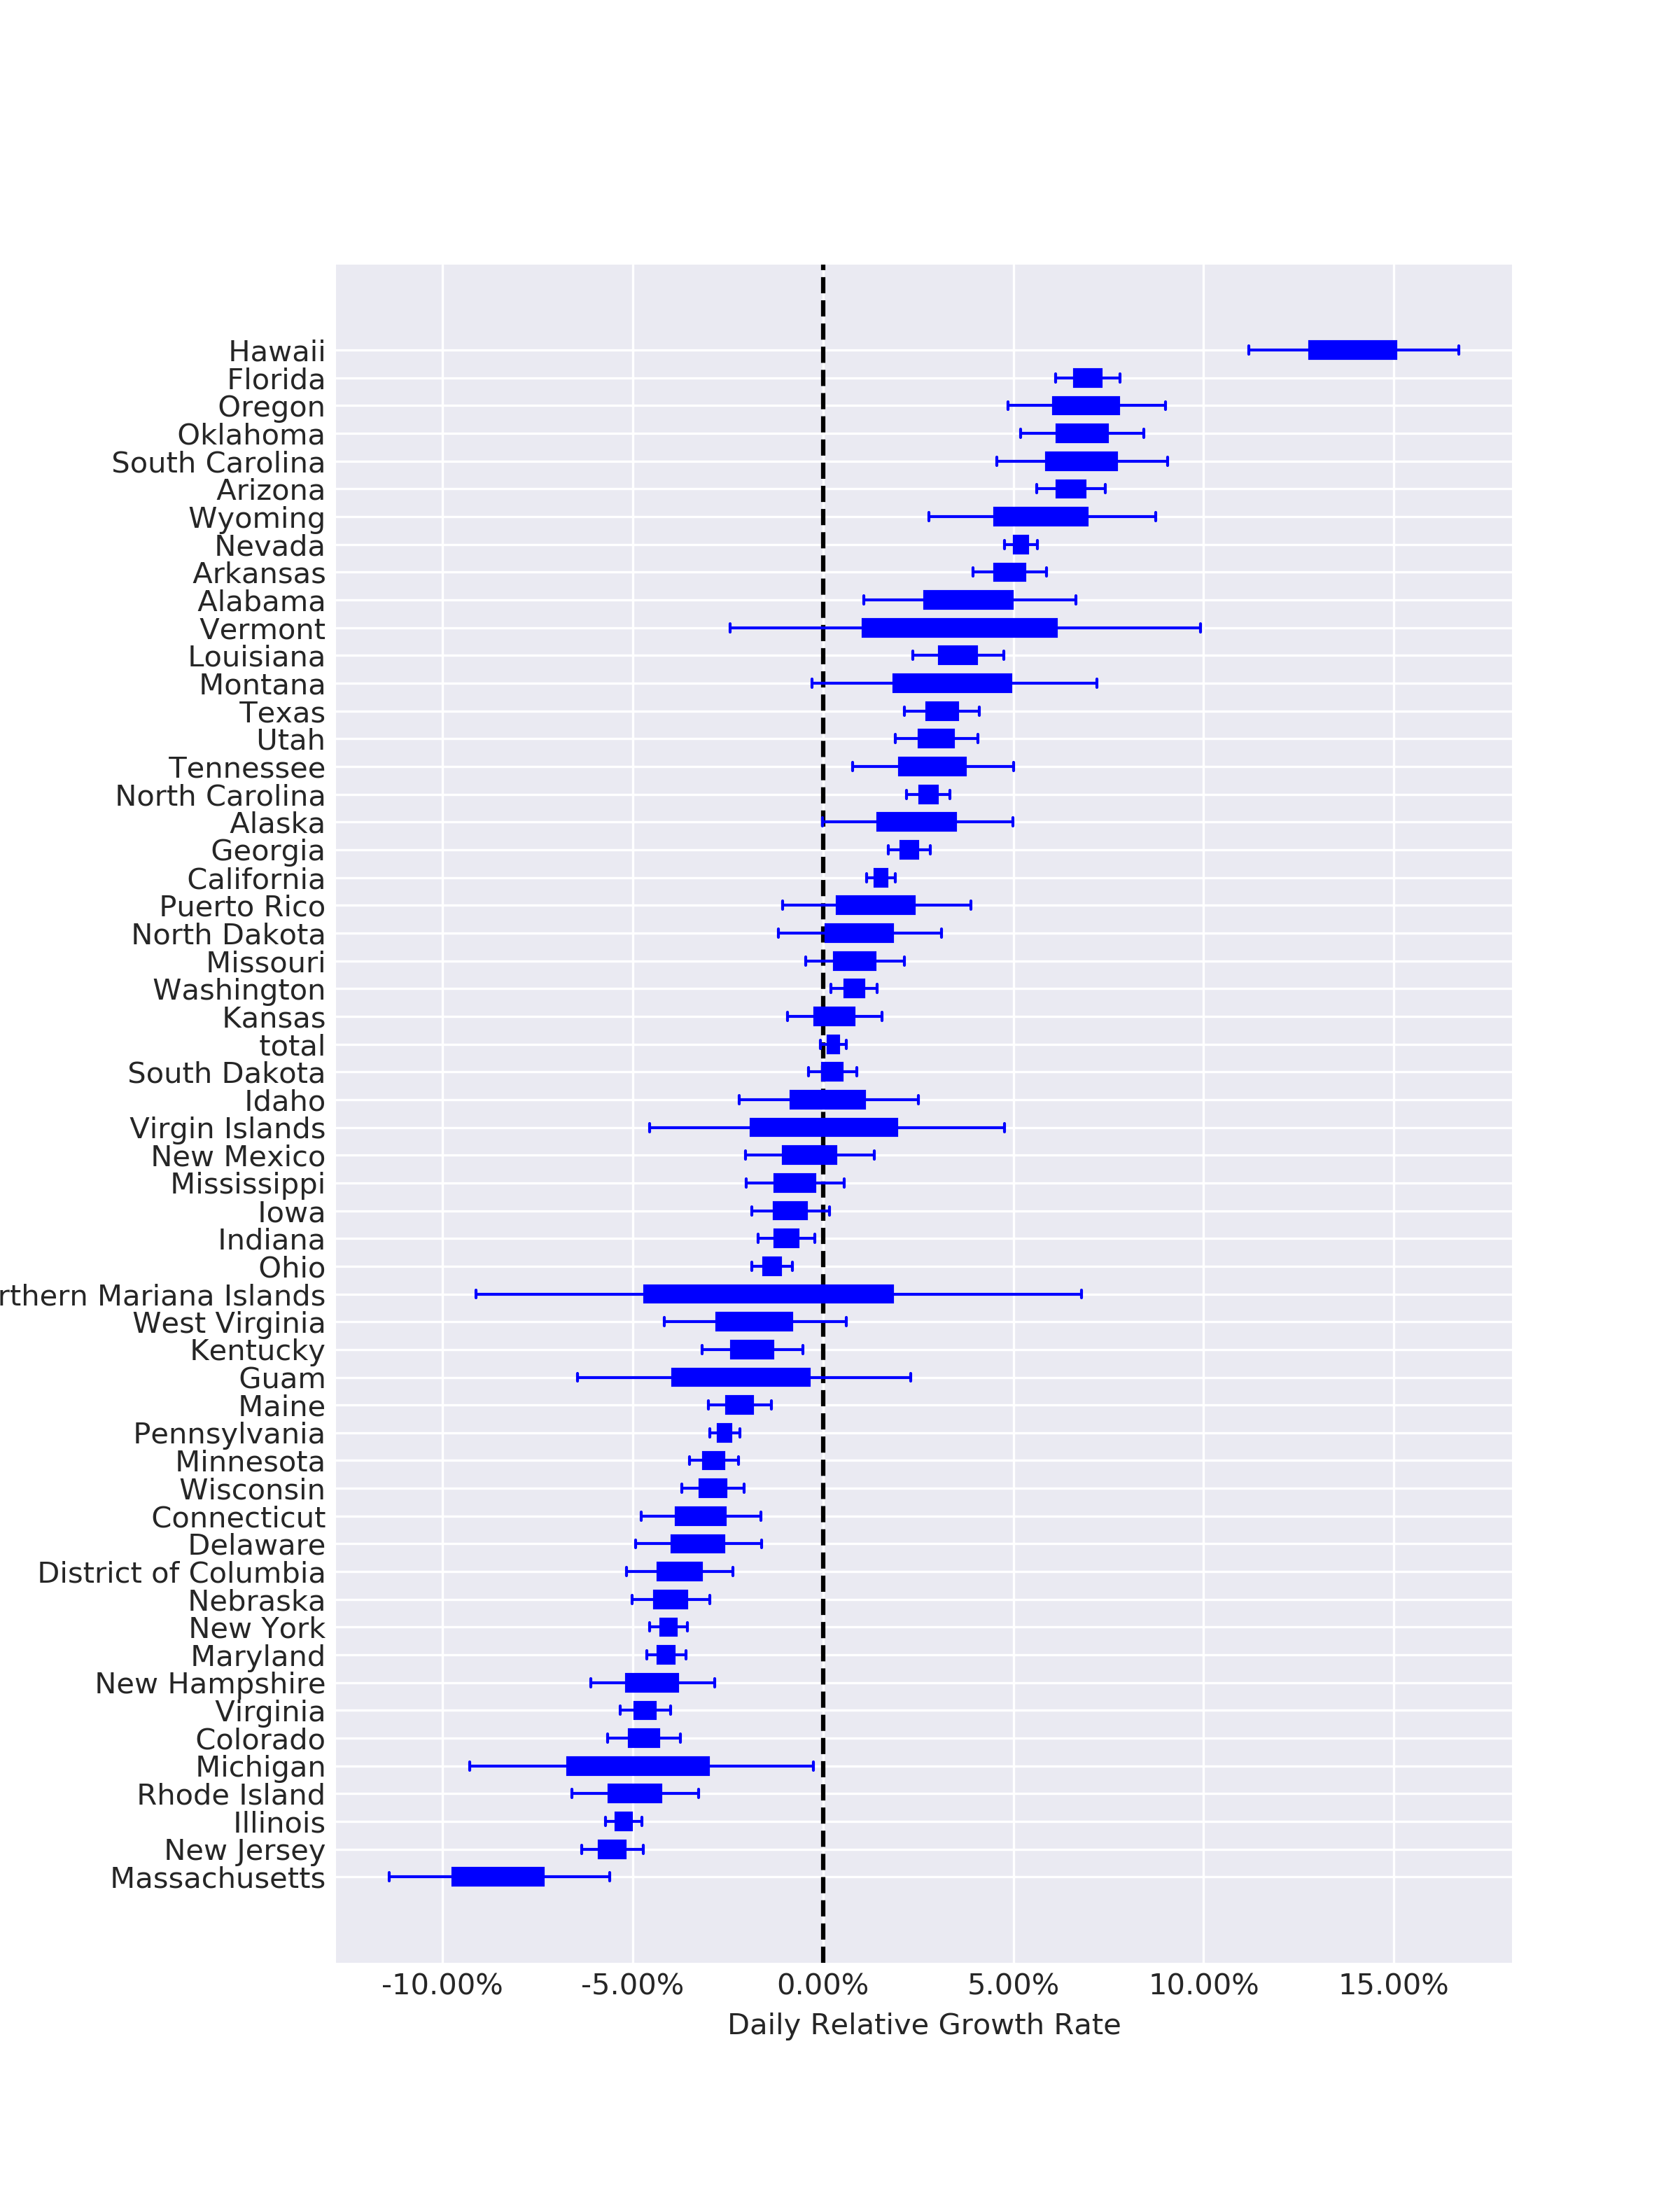 Hawaii
Florida
Oregon
Oklahoma
South Carolina
Arizona
Wyoming
Nevada
Arkansas
Alabama
Vermont
Louisiana
Montana
Texas
Utah
Tennessee
North Carolina
Alaska
Georgia
California
Puerto Rico
North Dakota
Missouri
Washington
Kansas
total
South Dakota
Idaho
Virgin Islands
New Mexico
Mississippi
Iowa
Indiana
Ohio
rthern Mariana Islands
West Virginia
Kentucky
Guam
Maine
Pennsylvania
Minnesota
Wisconsin
Connecticut
Delaware
District of Columbia
Nebraska
New York
Maryland
New Hampshire
Virginia
Colorado
Michigan
Rhode Island
Illinois
New Jersey
Massachusetts
-10.00% -5.00% 0.00% 5.00% 10.00% 15.00%
Daily Relative Growth Rate